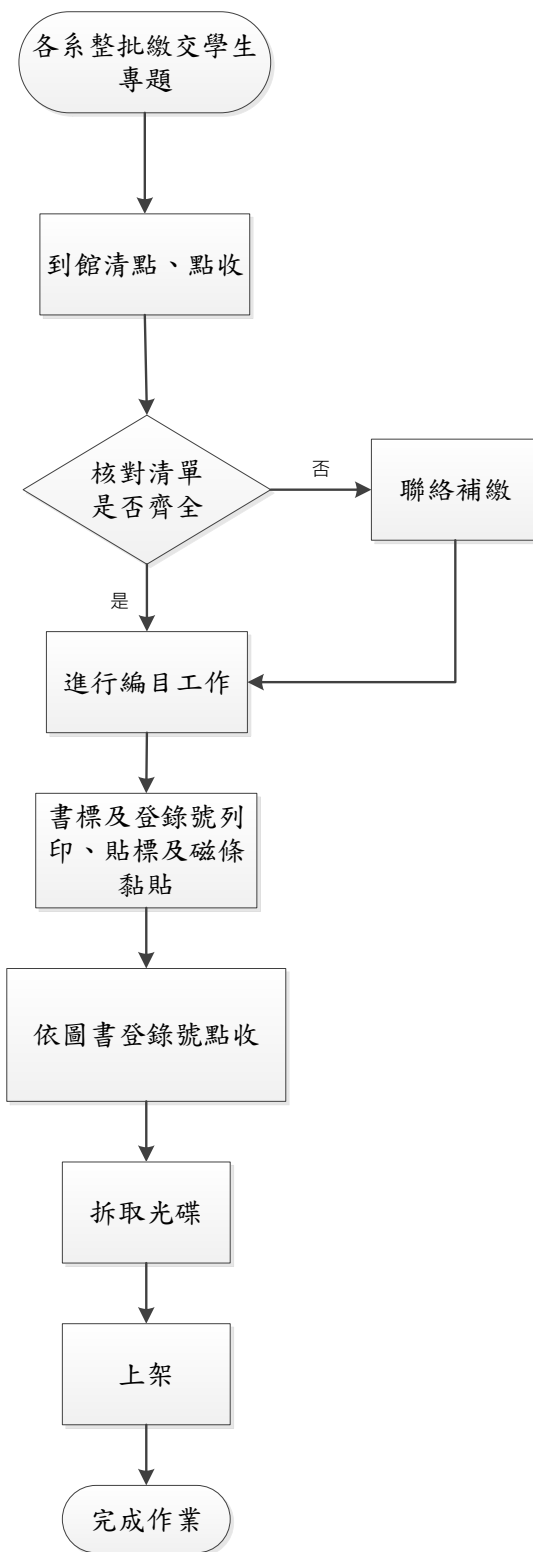 各系整批繳交學生
專題
到館清點、點收
核對清單
是否齊全
否
聯絡補繳
是
進行編目工作
書標及登錄號列
印、貼標及磁條
黏貼
依圖書登錄號點收
拆取光碟
上架
完成作業